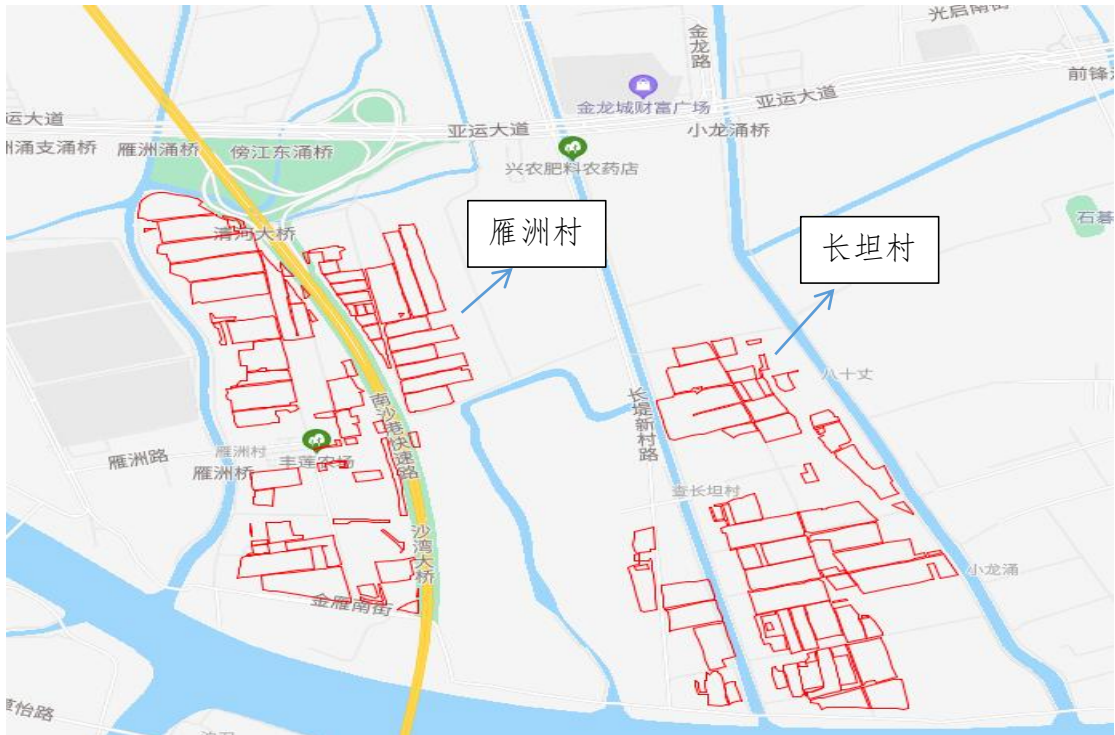 光启南街
金龙路
金龙城财富广场
亚运大道
前锋
运大道
亚运大道
小龙涌桥
洲涌支涌桥
雁洲涌桥
傍江东涌桥
兴农肥料农药店
石碁
清河大桥
雁洲村
长坦村
八十丈
南沙港快速路
长堤新村路
雁洲路
雁洲村
雁洲桥
丰莲农场
查长坦村
沙湾大桥
小龙涌
金雁南街
怡路